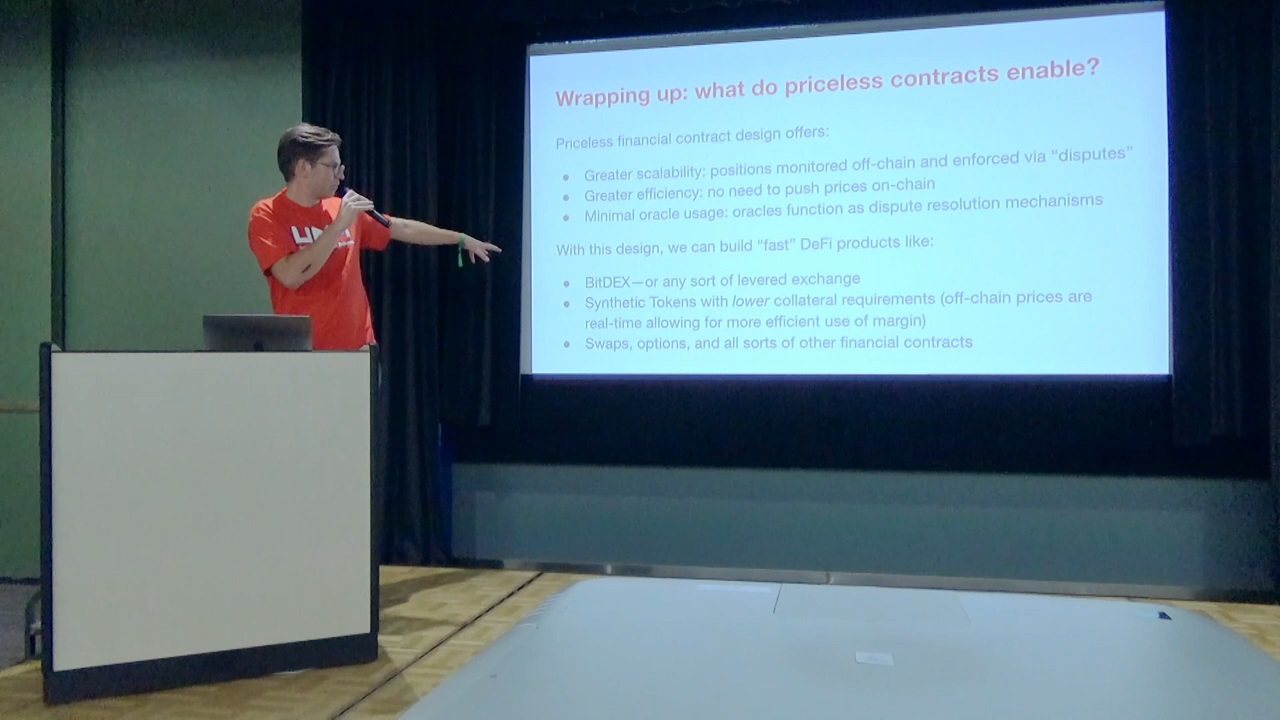 Wrapping up: what do priceless contracts enable?
Priceless financial contract design offers:
● Greater scalability: positions monitored off-chain and enforced via “disputes”
● Greater efficiency: no need to push prices on-chain
● Minimal oracle usage: oracles function as dispute resolution mechanisms
With this design, we can build “fast” DeFi products like:
● BitDEX—or any sort of levered exchange
● Synthetic Tokens with lower collateral requirements (off-chain prices are
real-time allowing for more efficient use of margin)
● Swaps, options, and all sorts of other financial contracts